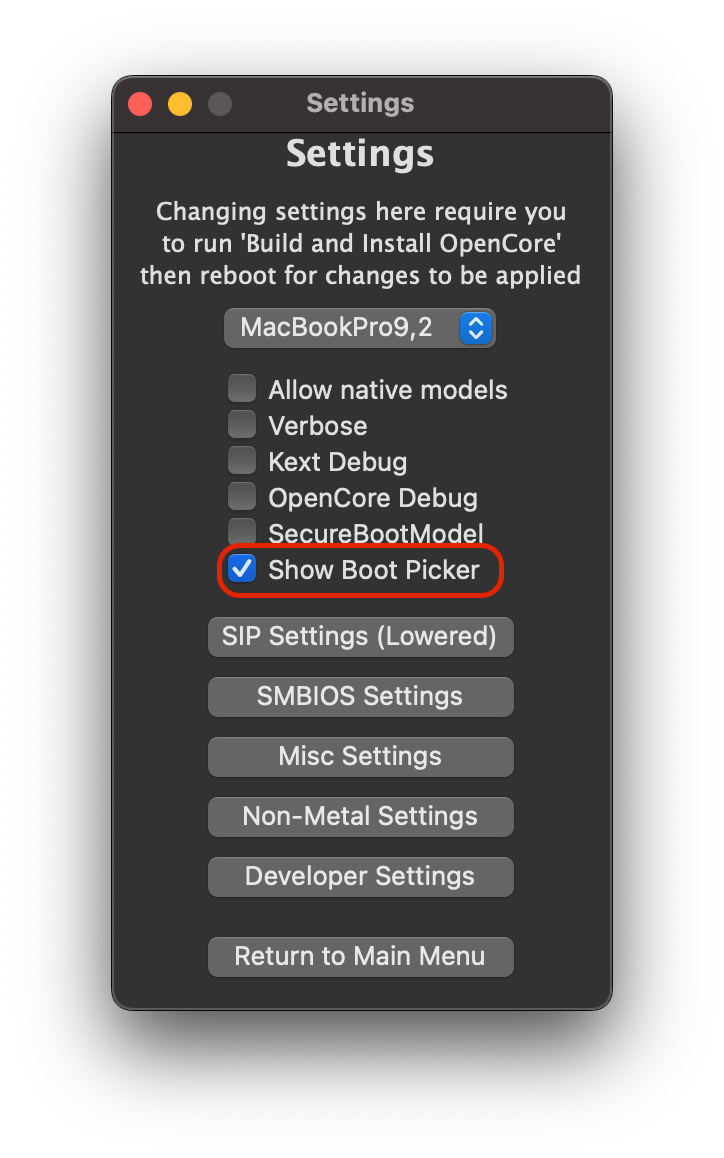 Settings
Settings
Changing settings here require you
to run 'Build and Install OpenCore'
then reboot for changes to be applied
MacBookPro9,2
Allow native models
Verbose
Kext Debug
OpenCore Debug
SecureBootModel
Show Boot Picker
SIP Settings (Lowered)
SMBIOS Settings
Misc Settings
Non-Metal Settings
Developer Settings
Return to Main Menu